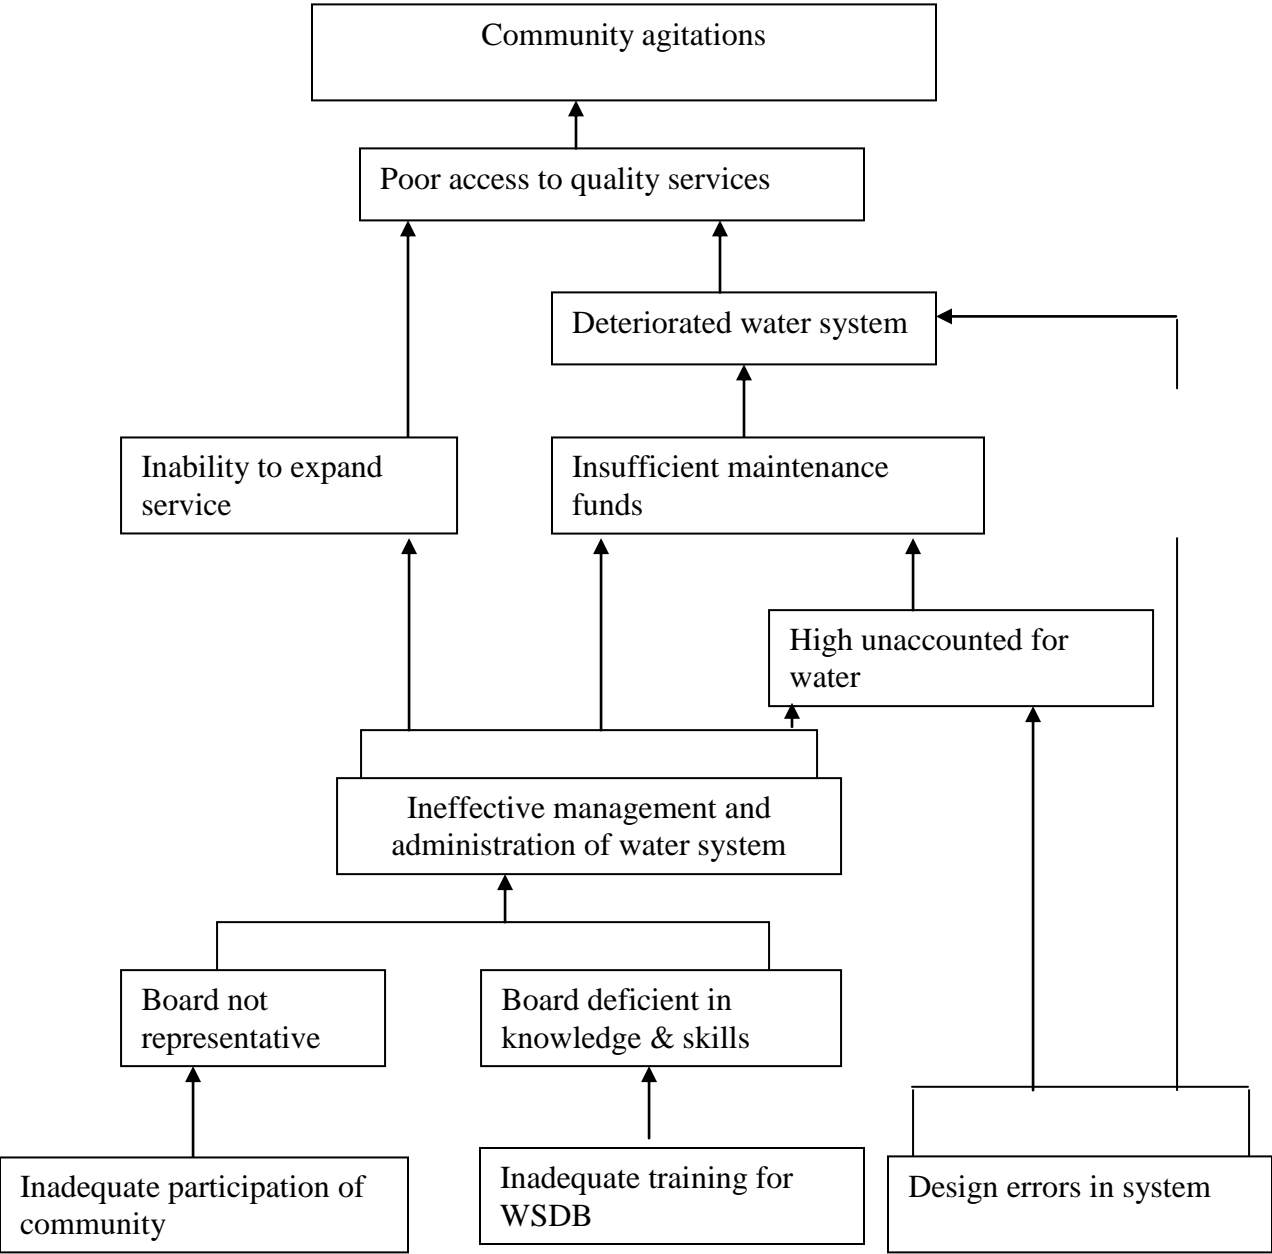 Community agitations
Poor access to quality services
Deteriorated water system
Inability to expand
service
Insufficient maintenance
funds
High unaccounted for
water
Ineffective management and
administration of water system
Board not
representative
Board deficient in
knowledge & skills
Inadequate participation of
community
Inadequate training for
WSDB
Design errors in system